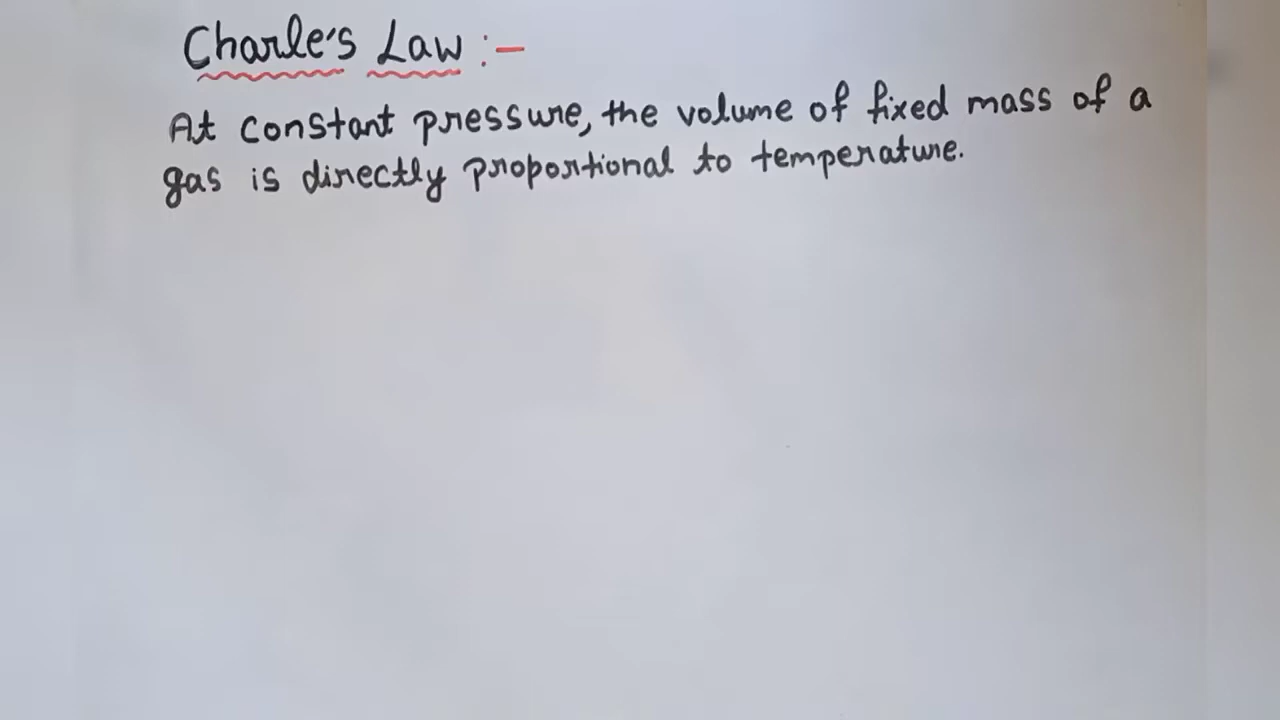 Charle's Law :-
At constant pressure, the volume of fixed mass of a
gas is directly proportional to temperature.